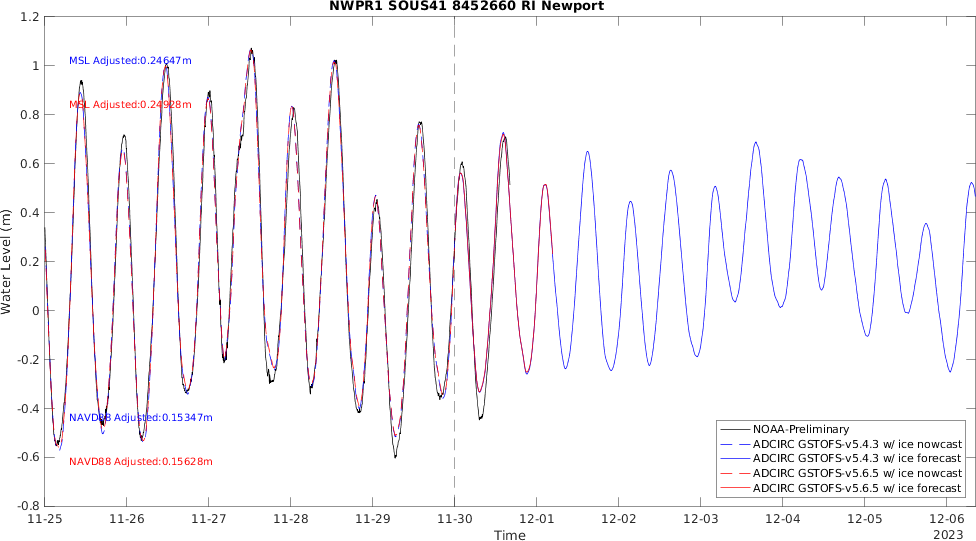 NWPR1 SOUS41 8452660 RI Newport
1.2
1
0.8
0.6
0.4
0.2
0
-0.2
-0.4
-0.6
-0.8
Water Level (m)
MSL Adjusted:0.24647m
MSL Adjusted:0.24928m
NAVD88 Adjusted:0.15347m
NAVD88 Adjusted:0.15628m
NOAA-Preliminary
ADCIRC GSTOFS-v5.4.3 w/ ice nowcast
ADCIRC GSTOFS-v5.4.3 w/ ice forecast
ADCIRC GSTOFS-v5.6.5 w/ ice nowcast
ADCIRC GSTOFS-v5.6.5 w/ ice forecast
11-25 11-26 11-27 11-28 11-29 11-30 12-01 12-02 12-03 12-04 12-05 12-06
Time 2023